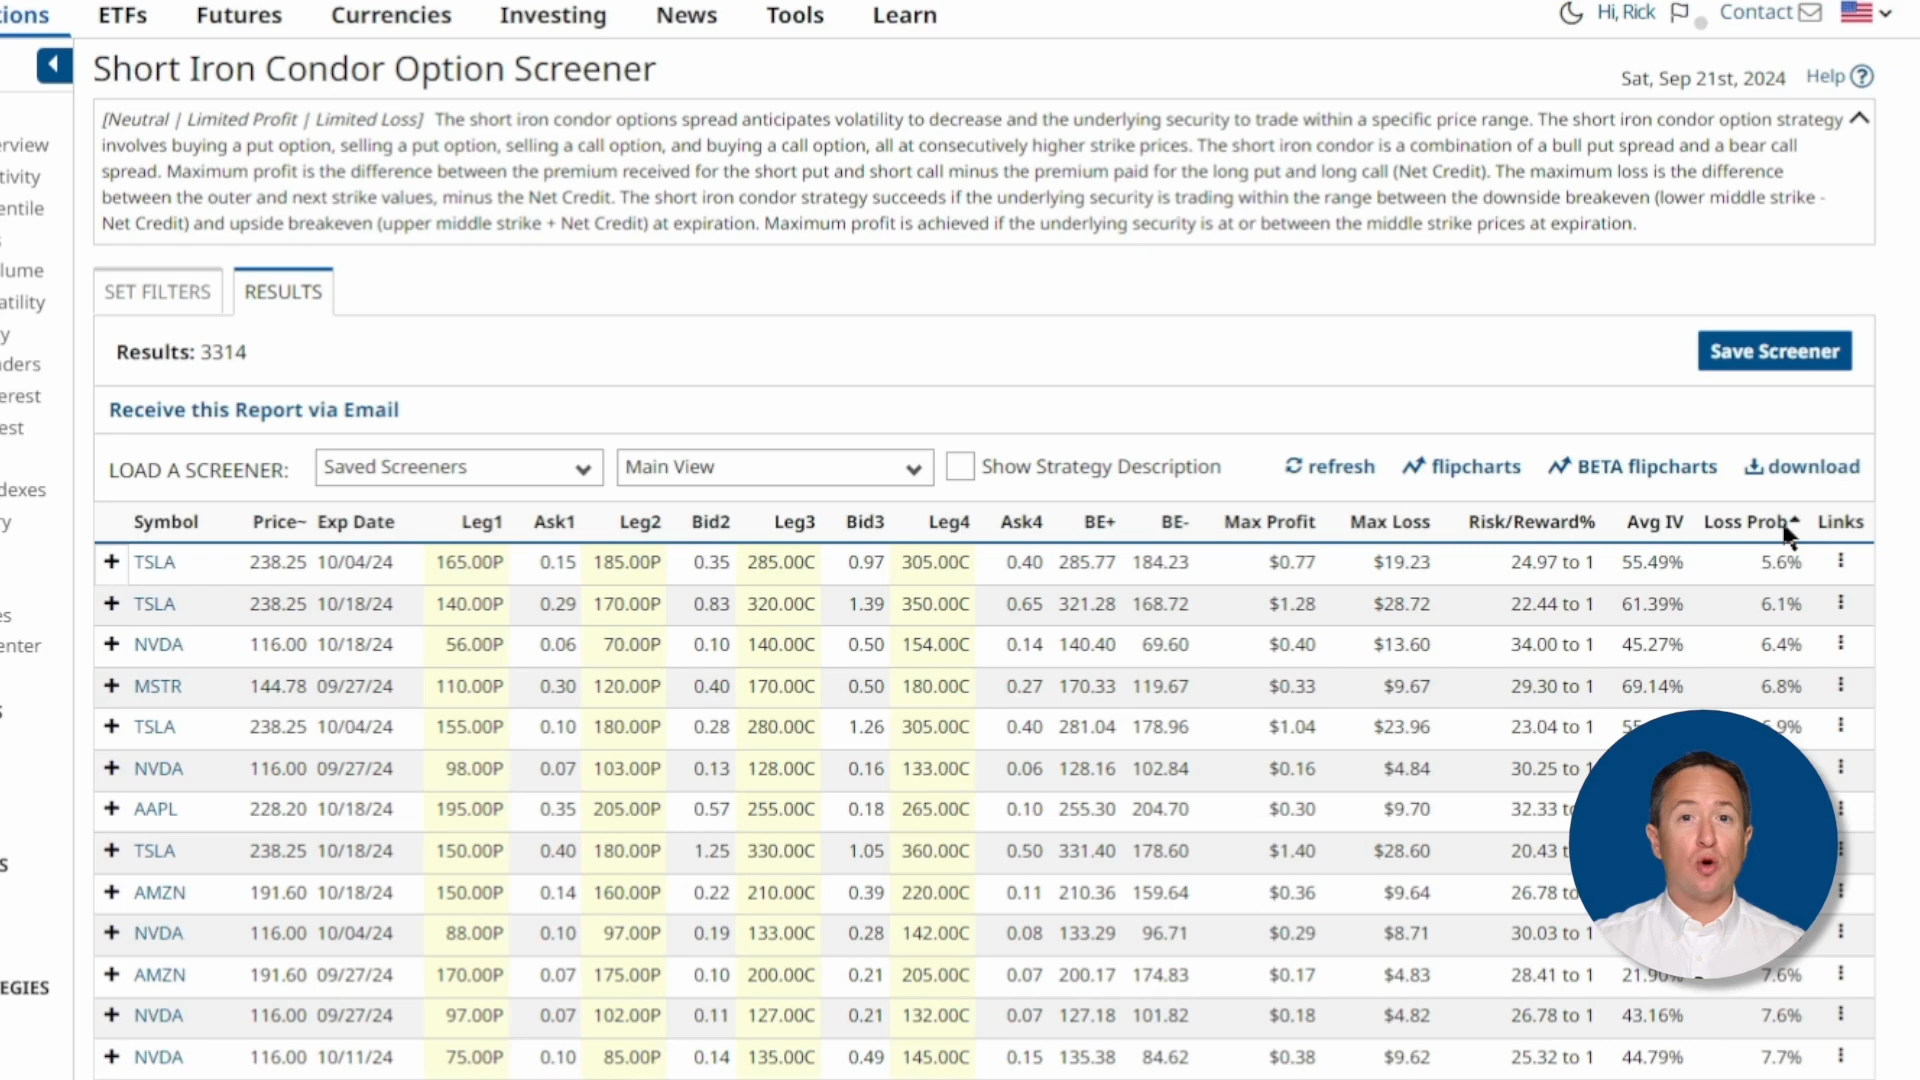 ions ETFs Futures Currencies Investing News Tools Learn Hi, Rick Contact
Short Iron Condor Option Screener
Sat, Sep 21st, 2024 Help ?
[Neutral | Limited Profit | Limited Loss] The short iron condor options spread anticipates volatility to decrease and the underlying security to trade within a specific price range. The short iron condor option strategy
involves buying a put option, selling a put option, selling a call option, and buying a call option, all at consecutively higher strike prices. The short iron condor is a combination of a bull put spread and a bear call
spread. Maximum profit is the difference between the premium received for the short put and short call minus the premium paid for the long put and long call (Net Credit). The maximum loss is the difference
between the outer and next strike values, minus the Net Credit. The short iron condor strategy succeeds if the underlying security is trading within the range between the downside breakeven (lower middle strike -
Net Credit) and upside breakeven (upper middle strike + Net Credit) at expiration. Maximum profit is achieved if the underlying security is at or between the middle strike prices at expiration.
erview
tivity
entile
s
lume
atility
y
aders
erest
est
dexes
ry
es
enter
s
S
EGIES
SET FILTERS RESULTS
Results: 3314 Save Screener
Receive this Report via Email
LOAD A SCREENER: Saved Screeners Main View Show Strategy Description refresh flipcharts BETA flipcharts download
Symbol Price~ Exp Date Leg1 Ask1 Leg2 Bid2 Leg3 Bid3 Leg4 Ask4 BE+ BE- Max Profit Max Loss Risk/Reward% Avg IV Loss Prob Links
+ TSLA 238.25 10/04/24 165.00P 0.15 185.00P 0.35 285.00C 0.97 305.00C 0.40 285.77 184.23 $0.77 $19.23 24.97 to 1 55.49% 5.6%
+ TSLA 238.25 10/18/24 140.00P 0.29 170.00P 0.83 320.00C 1.39 350.00C 0.65 321.28 168.72 $1.28 $28.72 22.44 to 1 61.39% 6.1%
+ NVDA 116.00 10/18/24 56.00P 0.06 70.00P 0.10 140.00C 0.50 154.00C 0.14 140.40 69.60 $0.40 $13.60 34.00 to 1 45.27% 6.4%
+ MSTR 144.78 09/27/24 110.00P 0.30 120.00P 0.40 170.00C 0.50 180.00C 0.27 170.33 119.67 $0.33 $9.67 29.30 to 1 69.14% 6.8%
+ TSLA 238.25 10/04/24 155.00P 0.10 180.00P 0.28 280.00C 1.26 305.00C 0.40 281.04 178.96 $1.04 $23.96 23.04 to 1
+ NVDA 116.00 09/27/24 98.00P 0.07 103.00P 0.13 128.00C 0.16 133.00C 0.06 128.16 102.84 $0.16 $4.84 30.25 to 1
+ AAPL 228.20 10/18/24 195.00P 0.35 205.00P 0.57 255.00C 0.18 265.00C 0.10 255.30 204.70 $0.30 $9.70 32.33 to
+ TSLA 238.25 10/18/24 150.00P 0.40 180.00P 1.25 330.00C 1.05 360.00C 0.50 331.40 178.60 $1.40 $28.60 20.43 t
+ AMZN 191.60 10/18/24 150.00P 0.14 160.00P 0.22 210.00C 0.39 220.00C 0.11 210.36 159.64 $0.36 $9.64 26.78 to
+ NVDA 116.00 10/04/24 88.00P 0.10 97.00P 0.19 133.00C 0.28 142.00C 0.08 133.29 96.71 $0.29 $8.71 30.03 to 1
+ AMZN 191.60 09/27/24 170.00P 0.07 175.00P 0.10 200.00C 0.21 205.00C 0.07 200.17 174.83 $0.17 $4.83 28.41 to 1 21.90% 7.6%
+ NVDA 116.00 09/27/24 97.00P 0.07 102.00P 0.11 127.00C 0.21 132.00C 0.07 127.18 101.82 $0.18 $4.82 26.78 to 1 43.16% 7.6%
+ NVDA 116.00 10/11/24 75.00P 0.10 85.00P 0.14 135.00C 0.49 145.00C 0.15 135.38 84.62 $0.38 $9.62 25.32 to 1 44.79% 7.7%